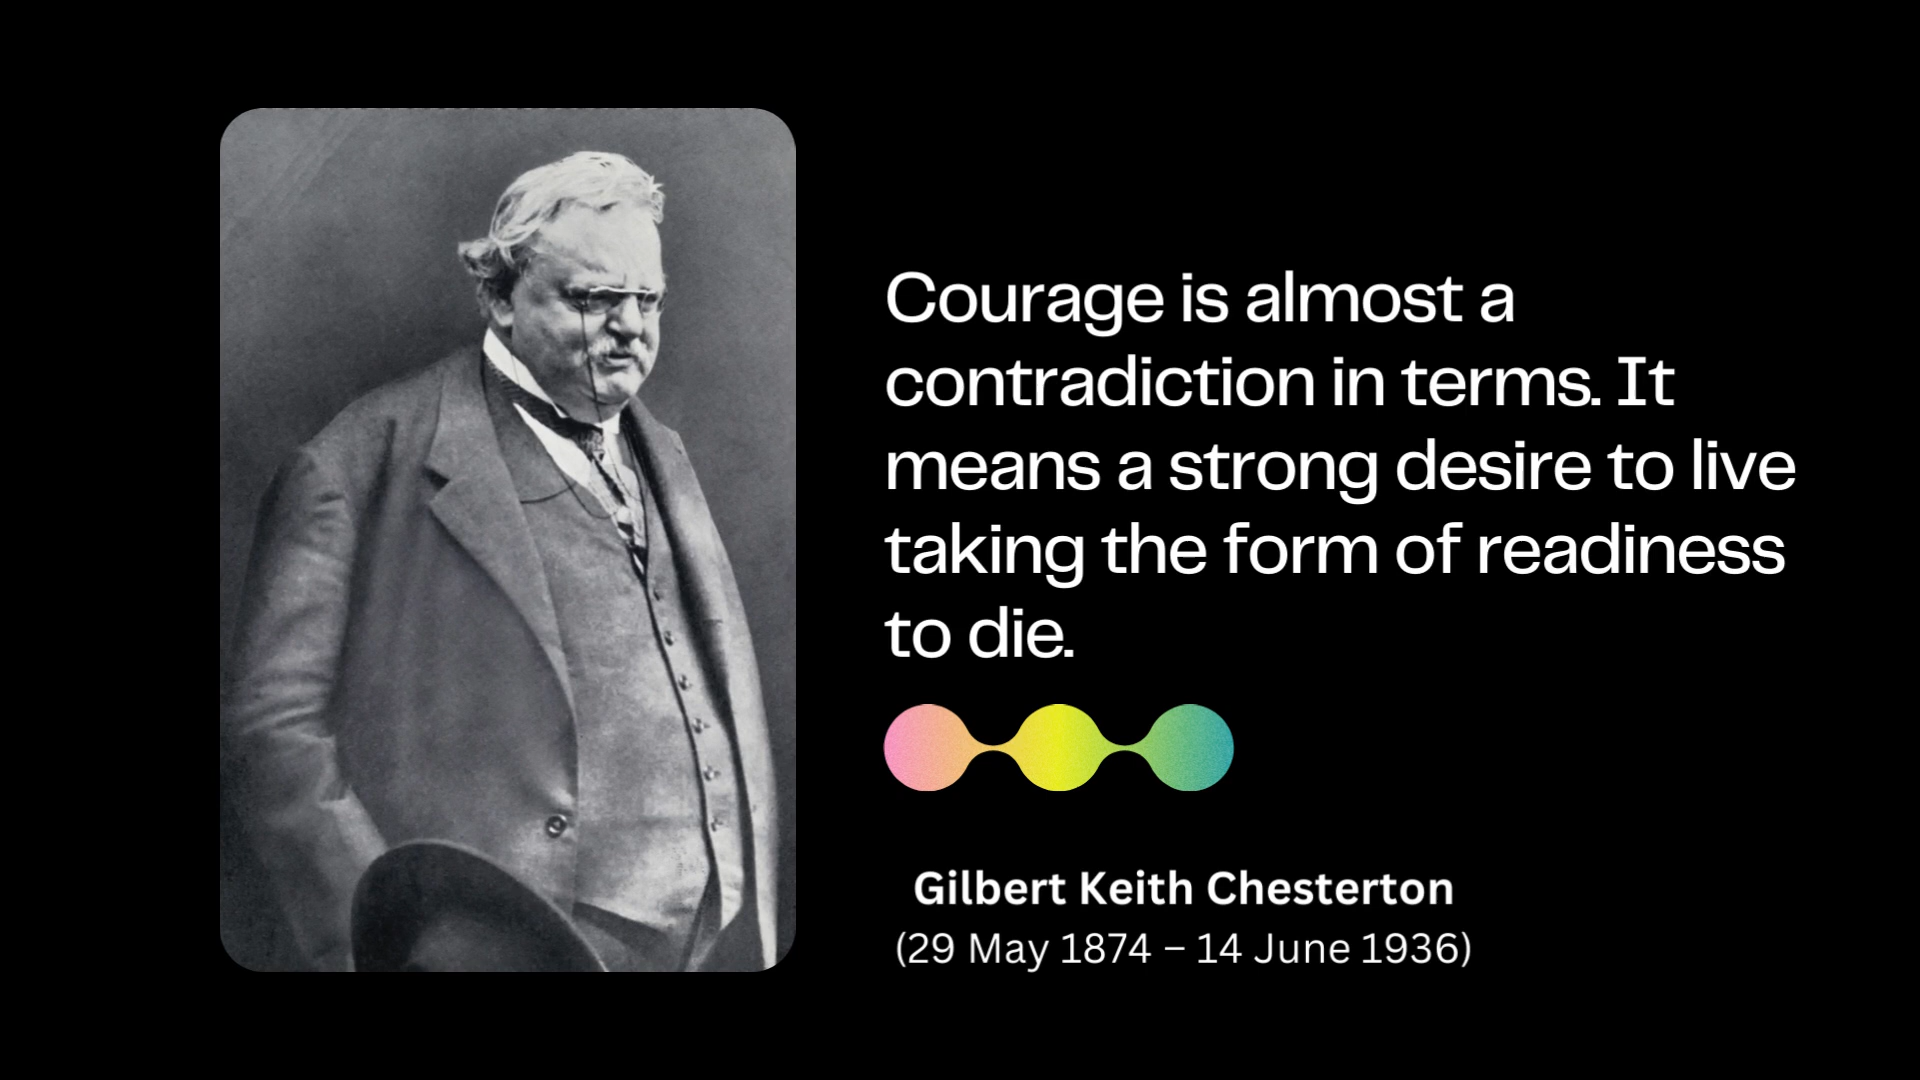 Courage is almost a
contradiction in terms. It
means a strong desire to live
taking the form of readiness
to die.
Gilbert Keith Chesterton
(29 May 1874 – 14 June 1936)